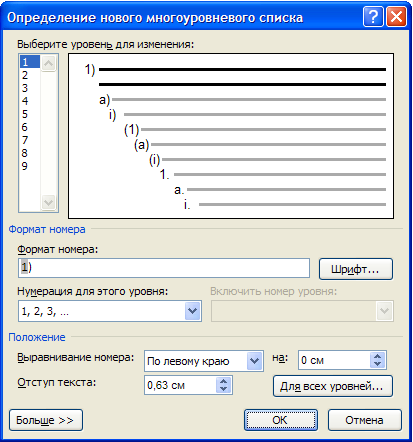 Определение нового многоуровневого списка
Выберите уровень для изменения:
1
2
3
4
5
6
7
8
9
1)
a)
i)
(1)
(a)
(i)
1.
a.
i.
Формат номера
Формат номера:
1)
Шрифт...
Нумерация для этого уровня:
Включить номер уровня:
1, 2, 3, ...
Положение
Выравнивание номера:
По левому краю
на:
0 см
Отступ текста:
0,63 см
Для всех уровней...
Больше >>
ОК
Отмена